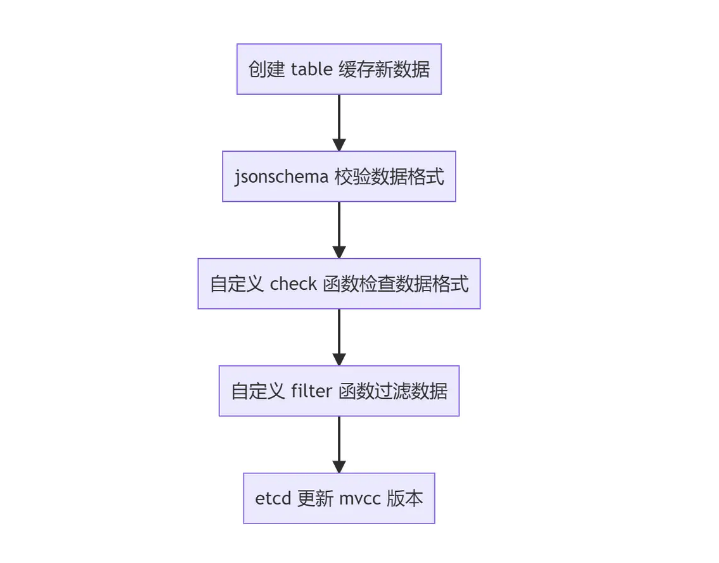 创建 table 缓存新数据
jsonschema 校验数据格式
自定义 check 函数检查数据格式
自定义 filter 函数过滤数据
etcd 更新 mvcc 版本